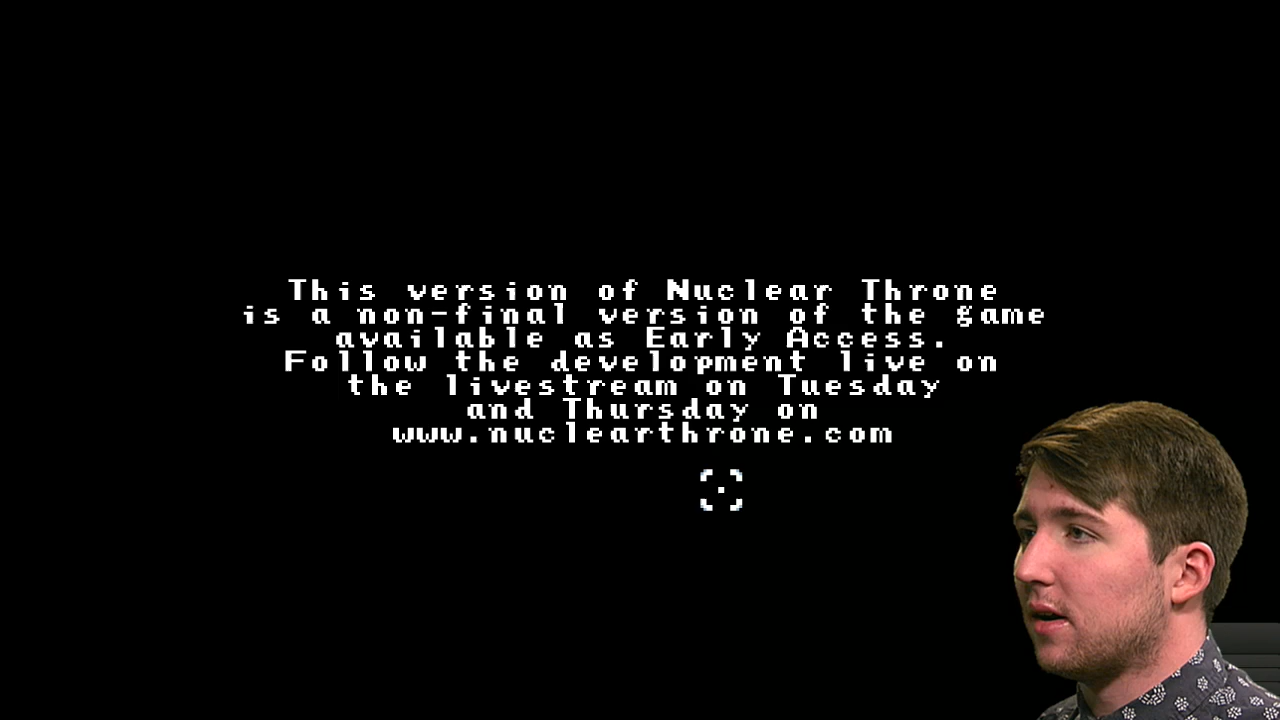 This version of Nuclear Throne
is a non-final version of the game
available as Early Access.
Follow the development live on
the livestream on Tuesday
and Thursday on
www.nuclearthrone.com